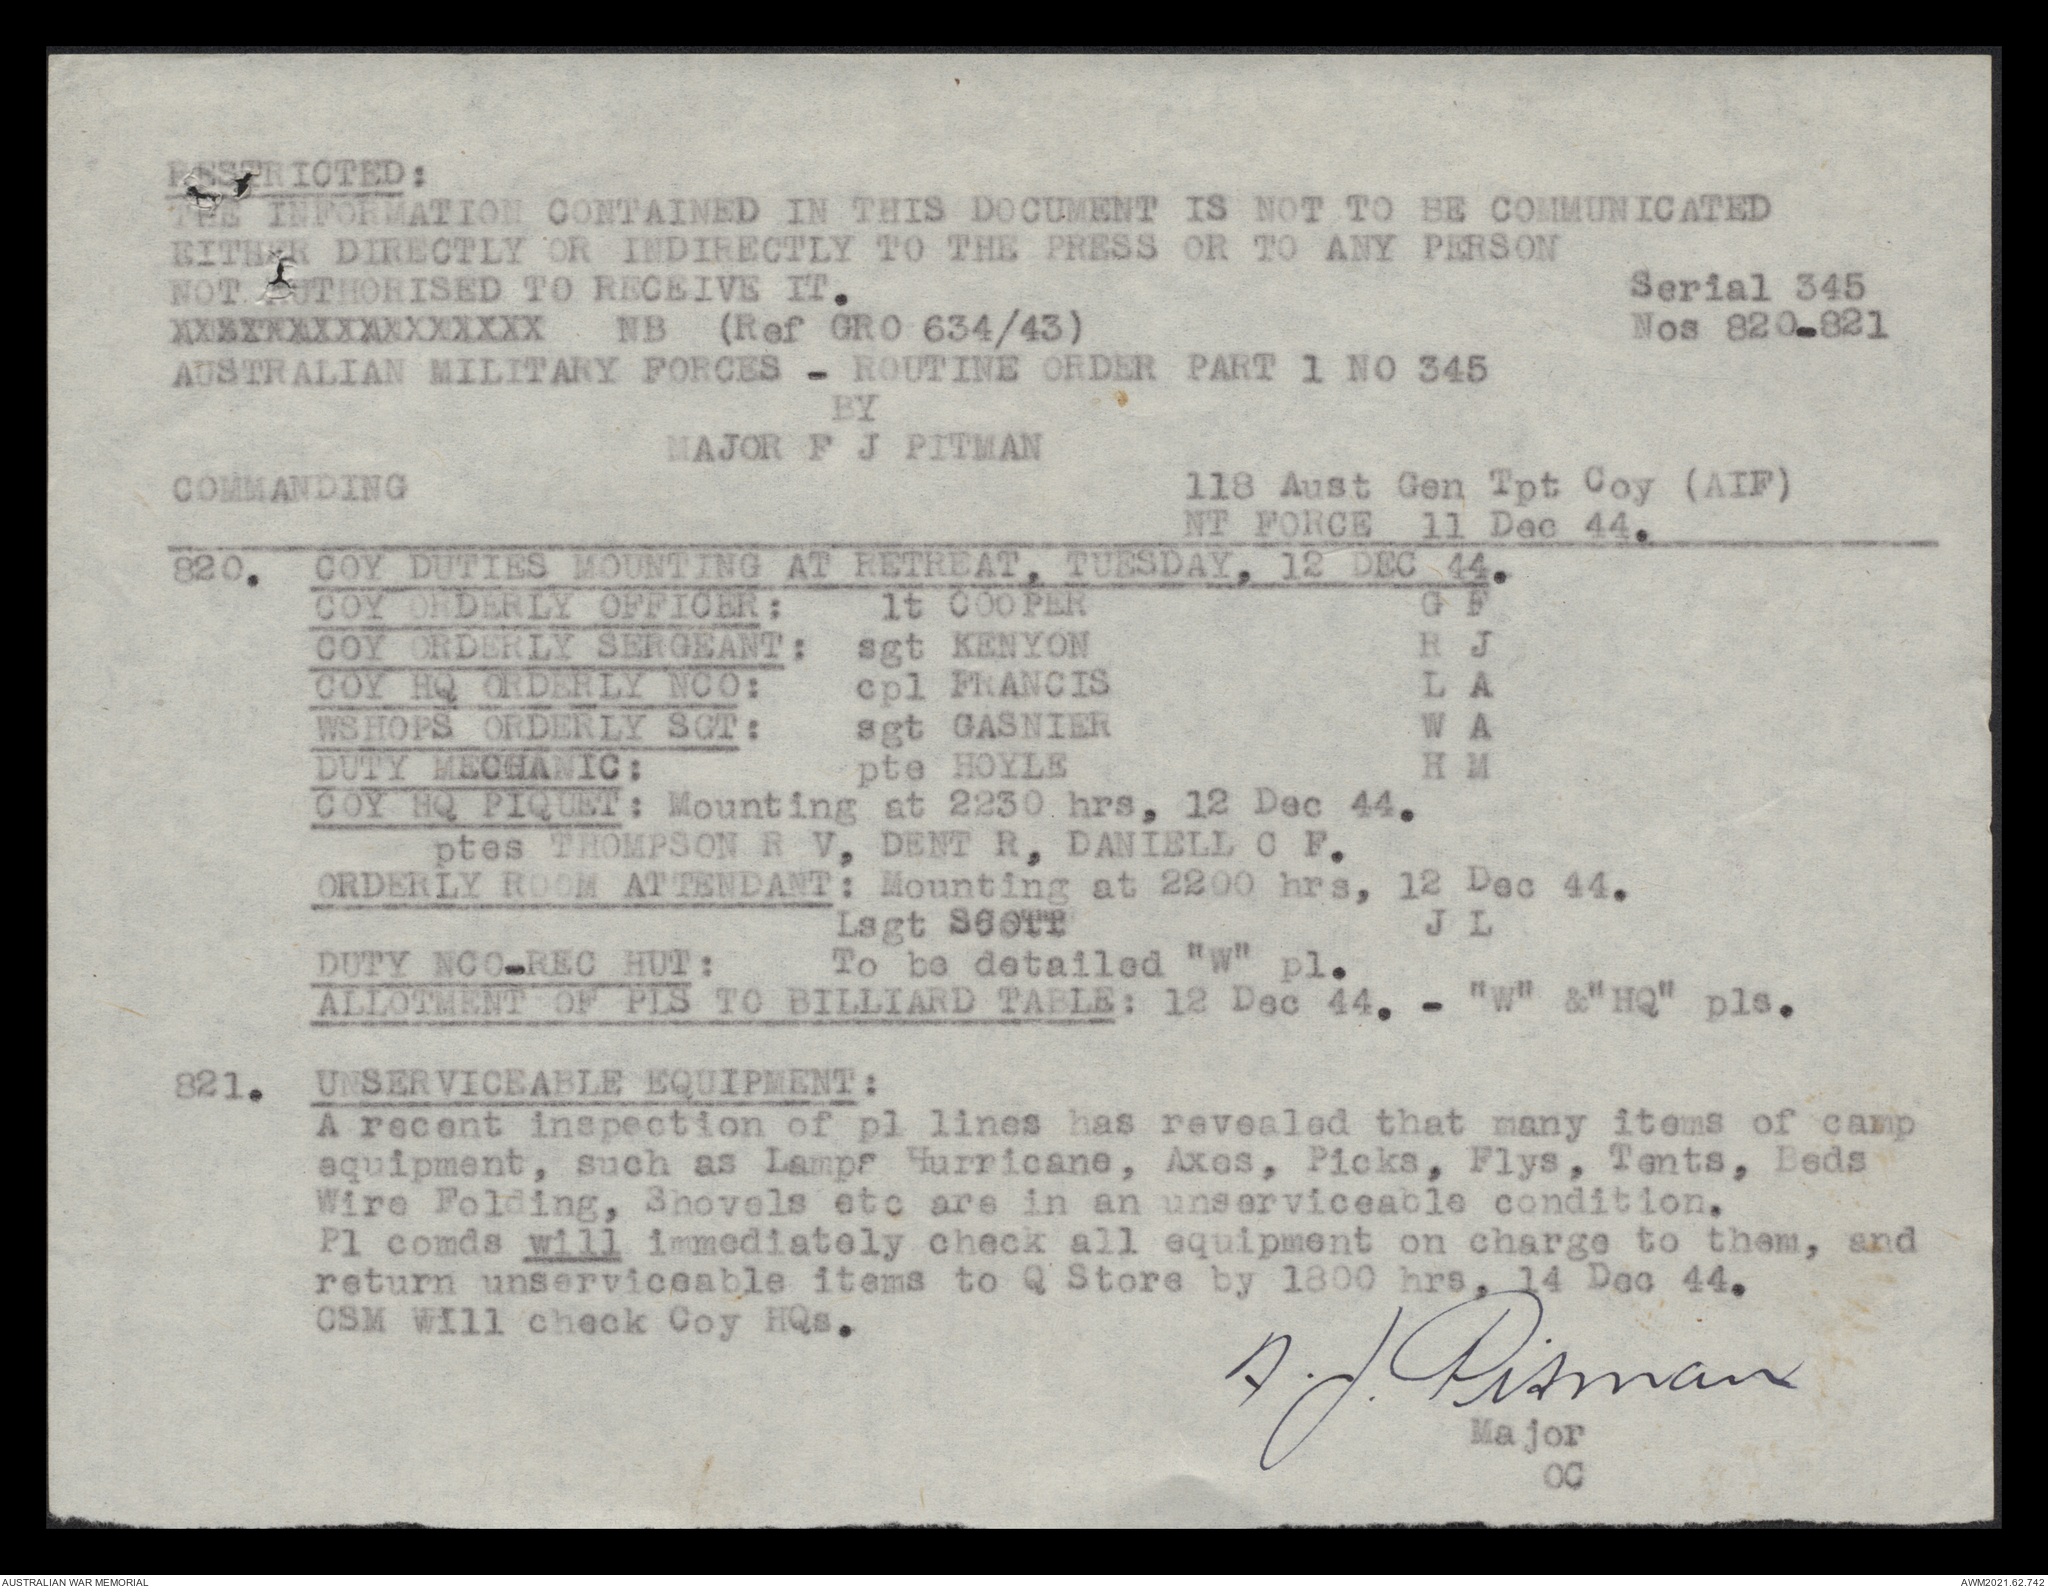 RESTRICTED:
THE INFORMATION CONTAINED IN THIS DOCUMENT IS NOT TO BE COMMUNICATED
EITHER DIRECTLY OR INDIRECTLY TO THE PRESS OR TO ANY PERSON
NOT AUTHORISED TO RECEIVE IT. Serial 345
XXXXXXXXXXXXXXXX NB (Ref GRO 634/43) Nos 820-821
AUSTRALIAN MILITARY FORCES - ROUTINE ORDER PART 1 NO 345
BY
MAJOR F J PITMAN
COMMANDING 118 Aust Gen Tpt Coy (AIF)
NT FORCE 11 Dec 44.
820. COY DUTIES MOUNTING AT RETREAT, TUESDAY, 12 DEC 44.
COY ORDERLY OFFICER: lt COOPER G F
COY ORDERLY SERGEANT: sgt KENYON R J
COY HQ ORDERLY NCO: cpl FRANCIS L A
WSHOPS ORDERLY SGT: sgt GASNIER W A
DUTY MECHANIC: pte HOYLE H M
COY HQ PIQUET: Mounting at 2230 hrs, 12 Dec 44.
ptes THOMPSON R V, DENT R, DANIELL C F.
ORDERLY ROOM ATTENDANT: Mounting at 2200 hrs, 12 Dec 44.
Lsgt SCOTT J L
DUTY NCO-REC HUT: To be detailed "W" pl.
ALLOTMENT OF PLS TO BILLIARD TABLE: 12 Dec 44. - "W" &"HQ" pls.
821. UNSERVICEABLE EQUIPMENT:
A recent inspection of pl lines has revealed that many items of camp
equipment, such as Lamps Hurricane, Axes, Picks, Flys, Tents, Beds
Wire Folding, Shovels etc are in an unserviceable condition.
Pl comds will immediately check all equipment on charge to them, and
return unserviceable items to Q Store by 1800 hrs, 14 Dec 44.
CSM Will check Coy HQs.
F. J. Pitman
Major
OC
AUSTRALIAN WAR MEMORIAL AWM2021.62.742